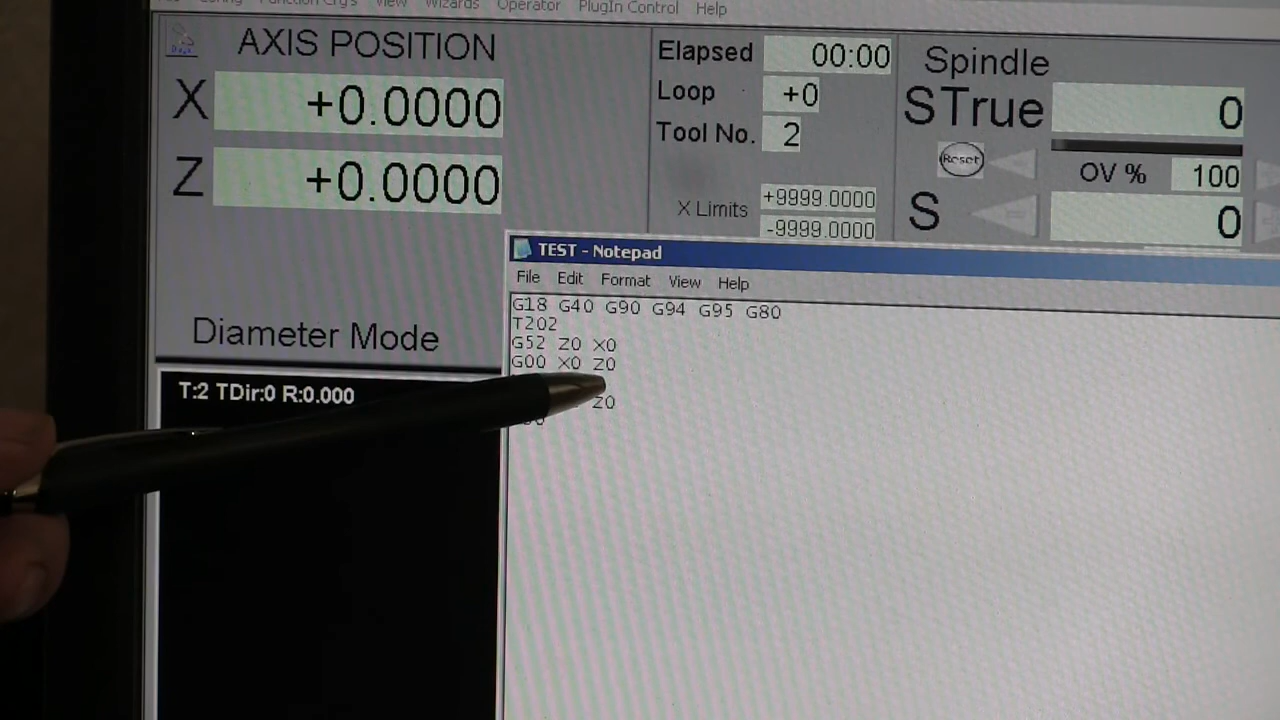 View Wizards Operator PlugIn Control Help
AXIS POSITION
X +0.0000
Z +0.0000
Diameter Mode
Elapsed 00:00
Loop +0
Tool No. 2
X Limits +9999.0000
-9999.0000
Spindle
STrue 0
Reset
OV % 100
S 0
T:2 TDir:0 R:0.000
TEST - Notepad
File Edit Format View Help
G18 G40 G90 G94 G95 G80
T202
G52 Z0 X0
G00 X0 Z0
Z0